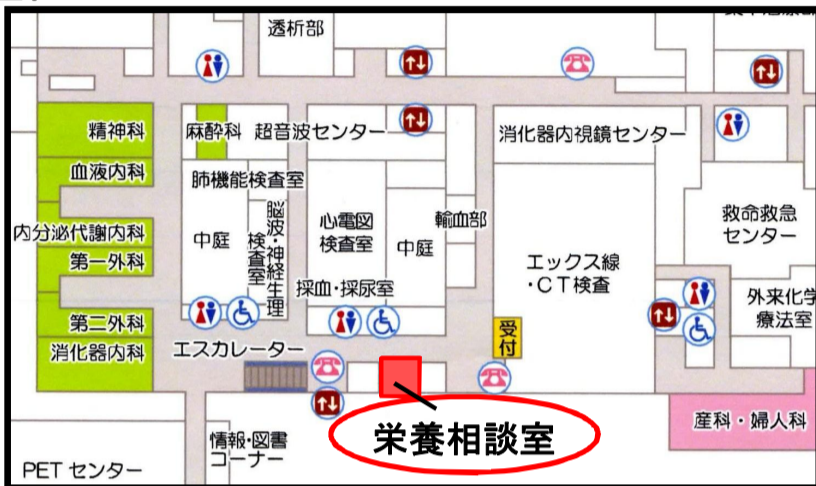 透析部
精神科
麻酔科
超音波センター
消化器内視鏡センター
血液内科
肺機能検査室
内分泌代謝内科
中庭
脳波・神経生理
検査室
心電図
検査室
中庭
輸血部
エックス線
・CT検査
救命救急
センター
第一外科
採血・採尿室
外来化学
療法室
第二外科
消化器内科
エスカレーター
受付
産科・婦人科
栄養相談室
情報・図書
コーナー
PET センター